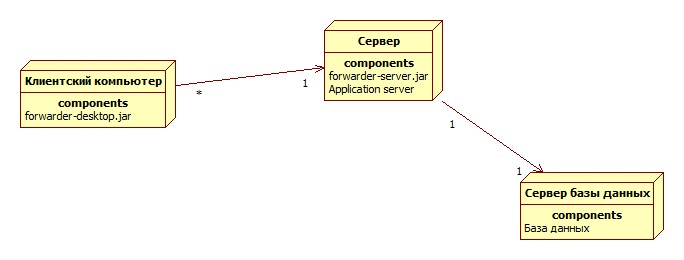 Клиентский компьютер
components
forwarder-desktop.jar
*
1
Сервер
components
forwarder-server.jar
Application server
1
1
Сервер базы данных
components
База данных